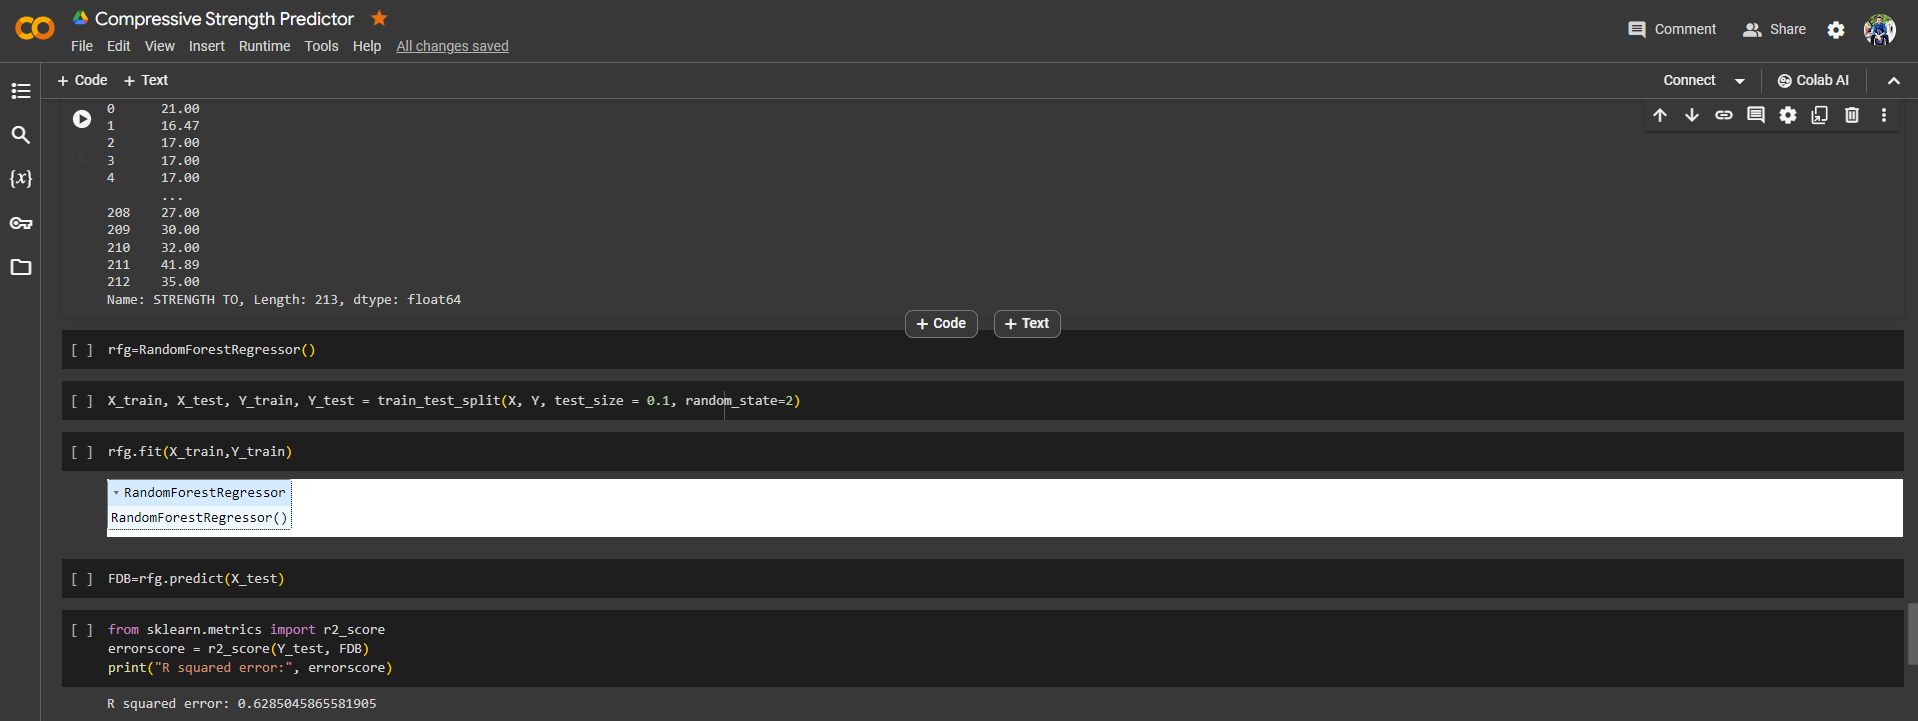 Compressive Strength Predictor
File Edit View Insert Runtime Tools Help All changes saved
Comment Share
+ Code + Text
Connect Colab AI
{x}
0 21.00
1 16.47
2 17.00
3 17.00
4 17.00
...
208 27.00
209 30.00
210 32.00
211 41.89
212 35.00
Name: STRENGTH TO, Length: 213, dtype: float64
+ Code + Text
[ ] rfg=RandomForestRegressor()
[ ] X_train, X_test, Y_train, Y_test = train_test_split(X, Y, test_size = 0.1, random_state=2)
[ ] rfg.fit(X_train,Y_train)
RandomForestRegressor
RandomForestRegressor()
[ ] FDB=rfg.predict(X_test)
[ ] from sklearn.metrics import r2_score
errorscore = r2_score(Y_test, FDB)
print("R squared error:", errorscore)
R squared error: 0.6285045865581905